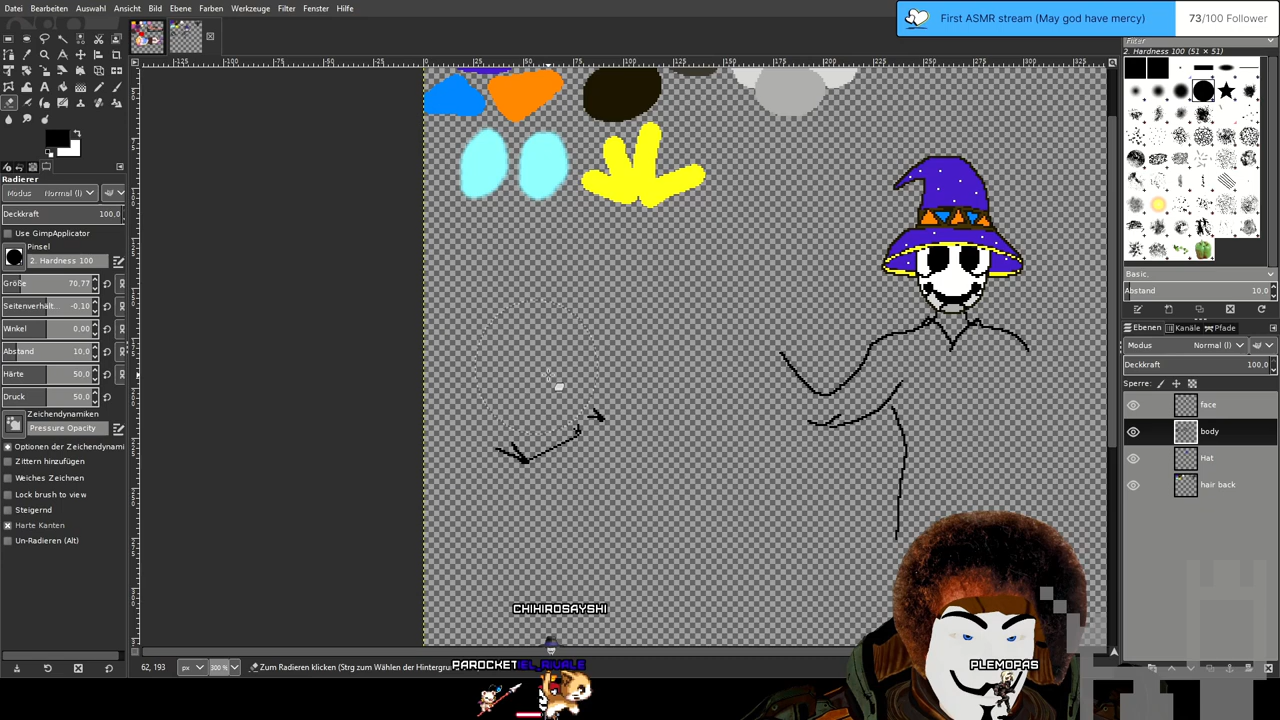 Datei Bearbeiten Auswahl Ansicht Bild Ebene Farben Werkzeuge Filter Fenster Hilfe
First ASMR stream (May god have mercy) 73/100 Follower
Filter
2. Hardness 100 (51 × 51)
Radierer
Modus Normal (l)
Deckkraft 100,0
Use GimpApplicator
Pinsel
2. Hardness 100
Größe 70,77
Seitenverhält... -0,10
Winkel 0,00
Abstand 10,0
Härte 50,0
Druck 50,0
Zeichendynamiken
Pressure Opacity
Optionen der Zeichendynami
Zittern hinzufügen
Weiches Zeichnen
Lock brush to view
Steigernd
Harte Kanten
Un-Radieren (Alt)
Basic,
Abstand 10,0
Ebenen Kanäle Pfade
Modus Normal (l)
Deckkraft 100,0
Sperre:
face
body
Hat
hair back
CHIHIROSAYSHI
PAROCKET
PLEMOPAS
62, 193 px 300 % Zum Radieren klicken (Strg zum Wählen der Hintergru